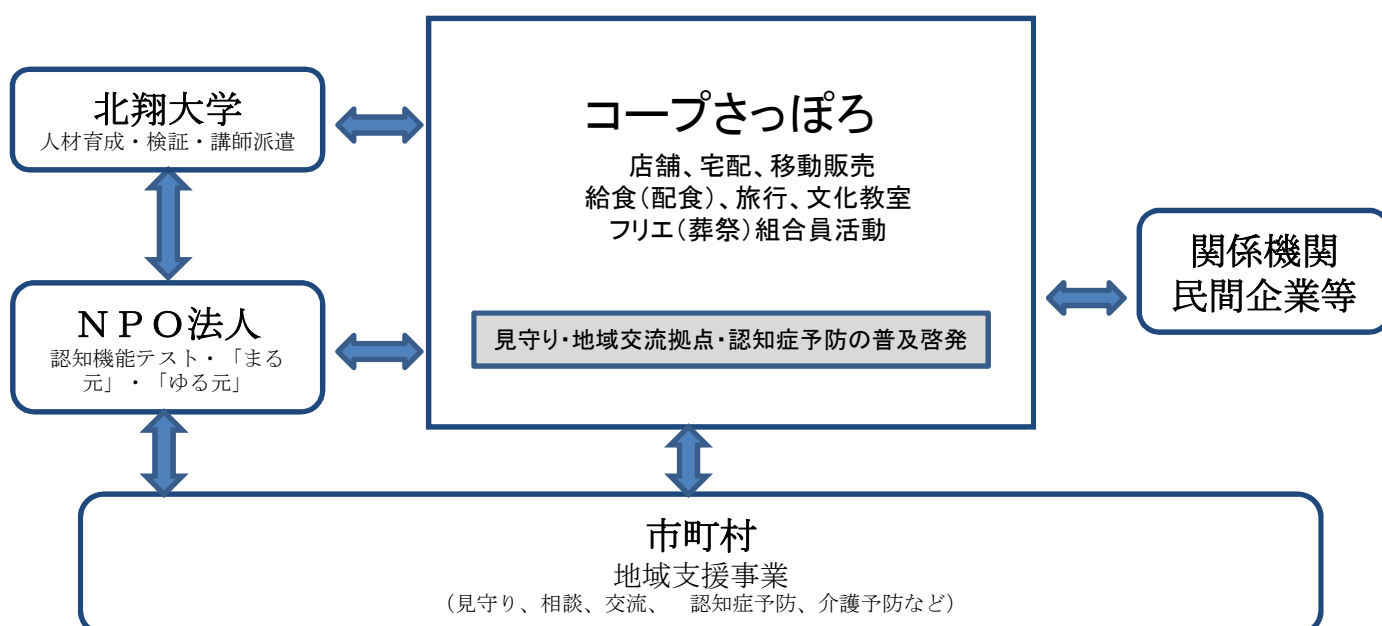 北翔大学
人材育成・検証・講師派遣
コープさっぽろ
店舗、宅配、移動販売
給食(配食)、旅行、文化教室
フリエ(葬祭)組合員活動
見守り・地域交流拠点・認知症予防の普及啓発
関係機関
民間企業等
ＮＰＯ法人
認知機能テスト・「まる
元」・「ゆる元」
市町村
地域支援事業
（見守り、相談、交流、　認知症予防、介護予防など）